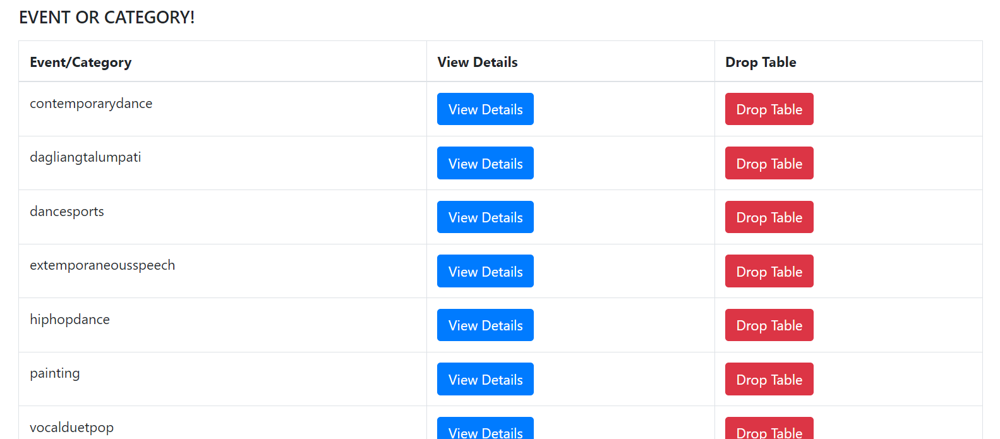 EVENT OR CATEGORY!
Event/Category View Details Drop Table
contemporarydance View Details Drop Table
dagliangtalumpati View Details Drop Table
dancesports View Details Drop Table
extemporaneousspeech View Details Drop Table
hiphopdance View Details Drop Table
painting View Details Drop Table
vocalduetpop View Details Drop Table